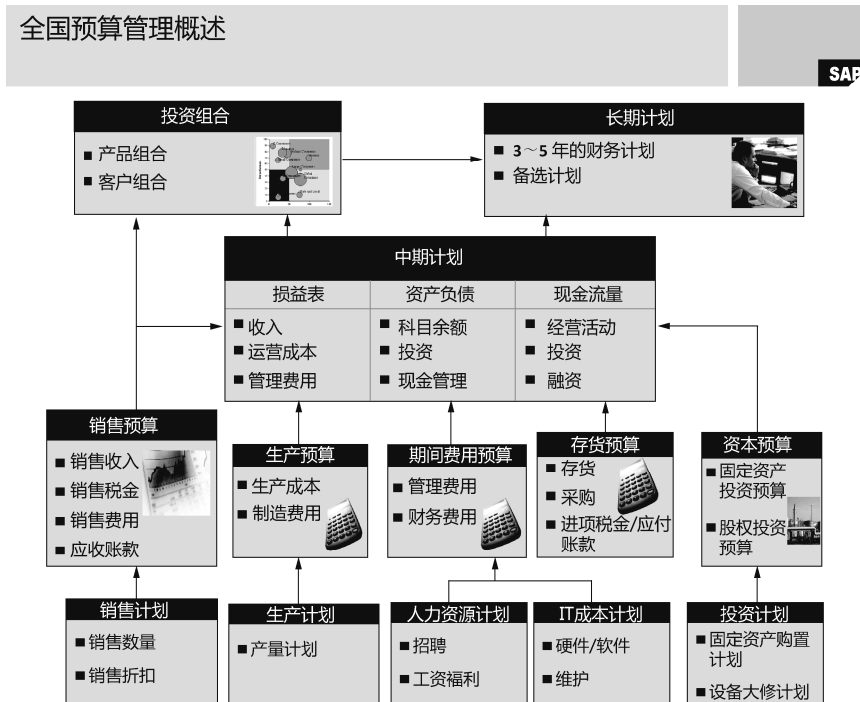 全国预算管理概述
SAP
投资组合
■ 产品组合
■ 客户组合
长期计划
■ 3～5 年的财务计划
■ 备选计划
中期计划
损益表
■ 收入
■ 运营成本
■ 管理费用
资产负债
■ 科目余额
■ 投资
■ 现金管理
现金流量
■ 经营活动
■ 投资
■ 融资
销售预算
■ 销售收入
■ 销售税金
■ 销售费用
■ 应收账款
生产预算
■ 生产成本
■ 制造费用
期间费用预算
■ 管理费用
■ 财务费用
存货预算
■ 存货
■ 采购
■ 进项税金/应付
账款
资本预算
■ 固定资产
投资预算
■ 股权投资
预算
销售计划
■ 销售数量
■ 销售折扣
生产计划
■ 产量计划
人力资源计划
■ 招聘
■ 工资福利
IT成本计划
■ 硬件/软件
■ 维护
投资计划
■ 固定资产购置
计划
■ 设备大修计划